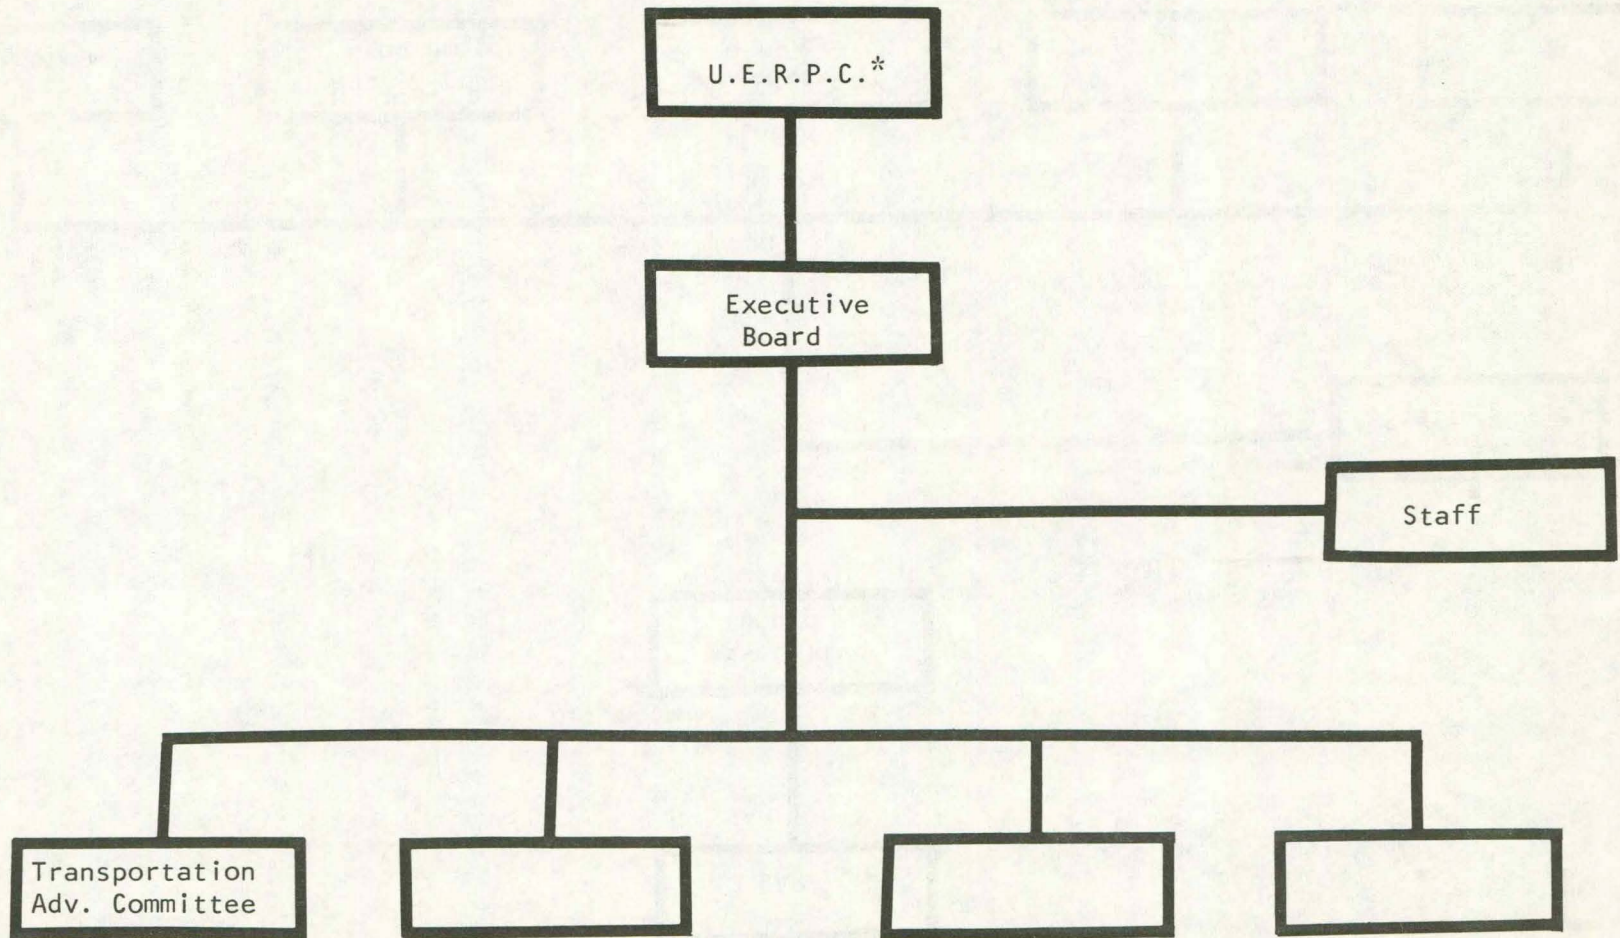 U.E.R.P.C.*
Executive
Board
Staff
Transportation
Adv. Committee